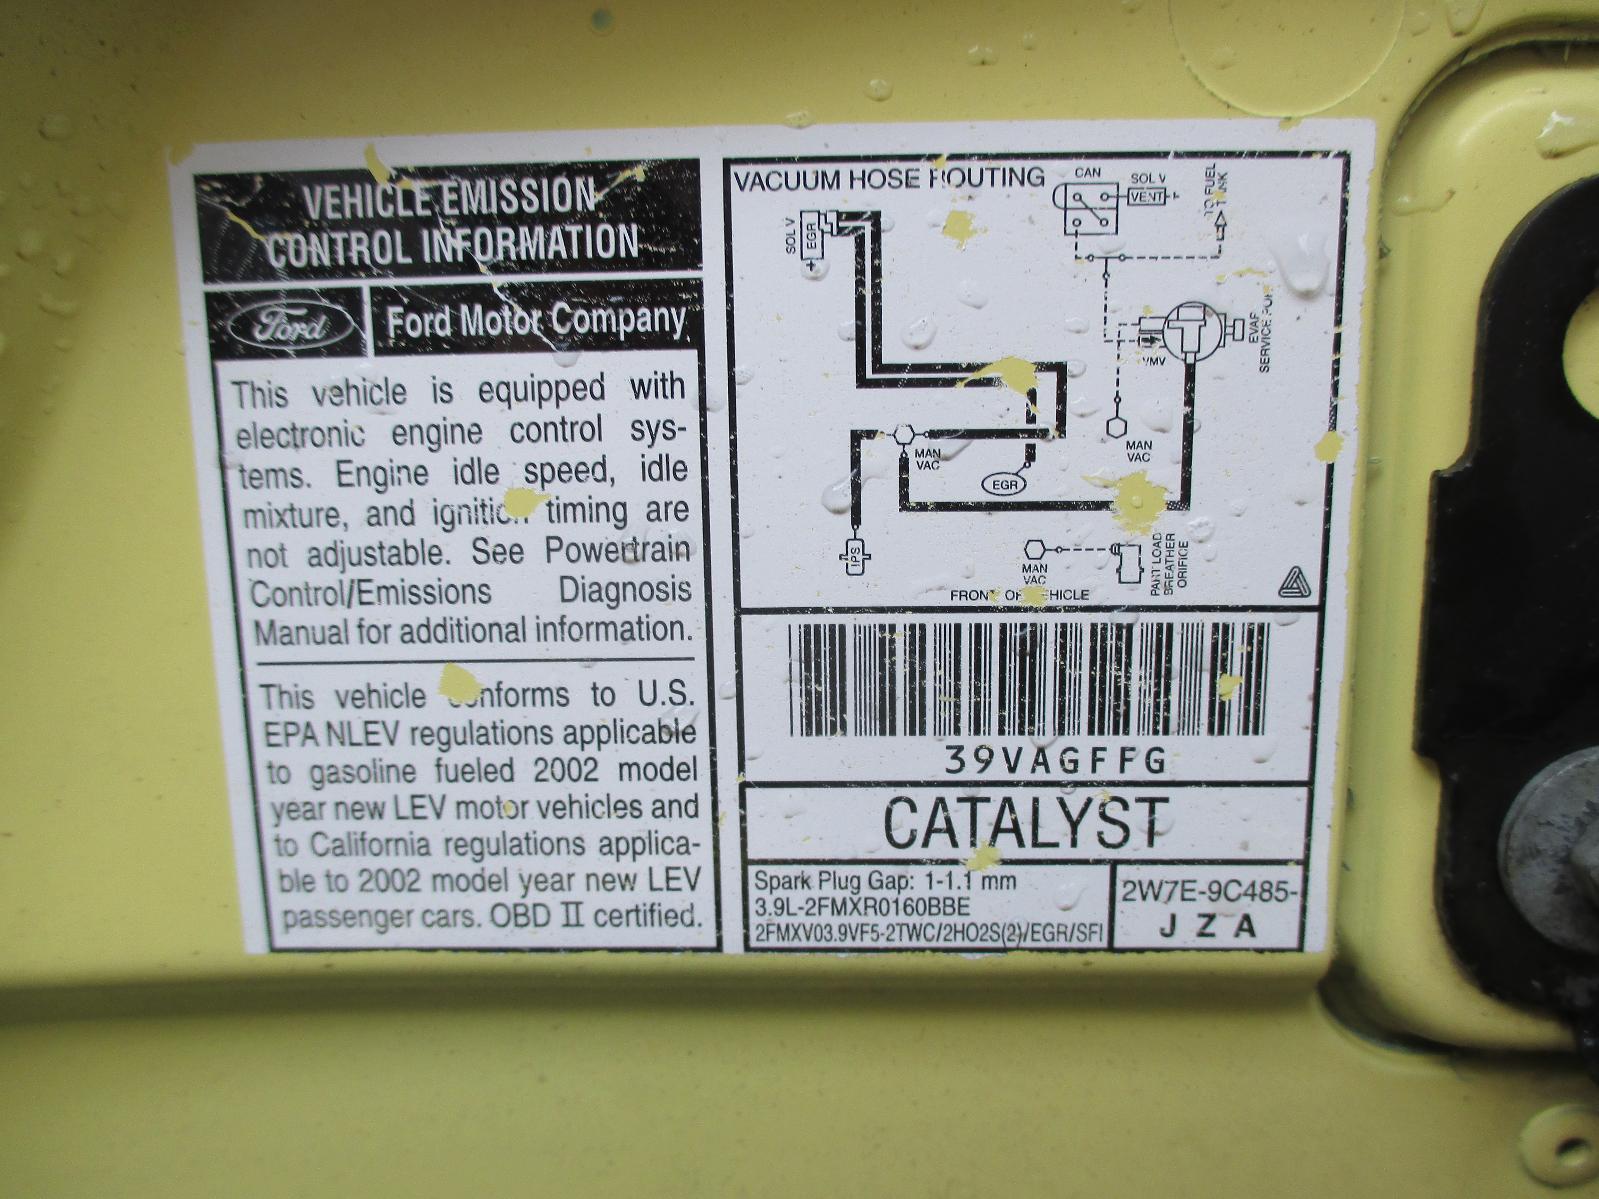 VEHICLE EMISSION
CONTROL INFORMATION
Ford
Ford Motor Company
This vehicle is equipped with
electronic engine control sys-
tems. Engine idle speed, idle
mixture, and ignition timing are
not adjustable. See Powertrain
Control/Emissions Diagnosis
Manual for additional information.
This vehicle conforms to U.S.
EPA NLEV regulations applicable
to gasoline fueled 2002 model
year new LEV motor vehicles and
to California regulations applica-
ble to 2002 model year new LEV
passenger cars. OBD II certified.
VACUUM HOSE ROUTING
CAN
SOL V
VENT
TO FUEL
TANK
SOL V
EGR
EVAP
SERVICE PORT
VMV
MAN
VAC
MAN
VAC
EGR
IPS
MAN
VAC
PART LOAD
BREATHER
ORIFICE
FRONT OF VEHICLE
39VAGFFG
CATALYST
Spark Plug Gap: 1-1.1 mm
3.9L-2FMXR0160BBE
2FMXV03.9VF5-2TWC/2HO2S(2)/EGR/SFI
2W7E-9C485-
J Z A